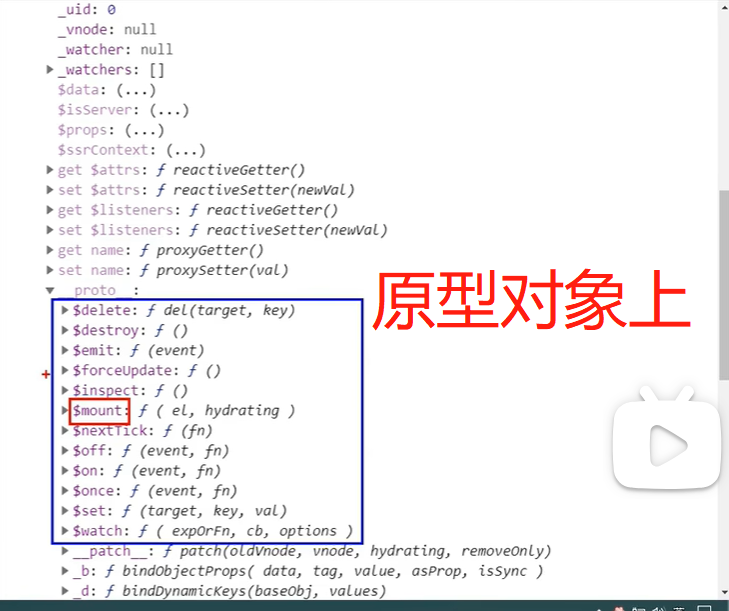 _uid: 0
_vnode: null
_watcher: null
_watchers: []
$data: (...)
$isServer: (...)
$props: (...)
$ssrContext: (...)
get $attrs: ƒ reactiveGetter()
set $attrs: ƒ reactiveSetter(newVal)
get $listeners: ƒ reactiveGetter()
set $listeners: ƒ reactiveSetter(newVal)
get name: ƒ proxyGetter()
set name: ƒ proxySetter(val)
__proto__:
原型对象上
$delete: ƒ del(target, key)
$destroy: ƒ ()
$emit: ƒ (event)
$forceUpdate: ƒ ()
$inspect: ƒ ()
$mount: ƒ ( el, hydrating )
$nextTick: ƒ (fn)
$off: ƒ (event, fn)
$on: ƒ (event, fn)
$once: ƒ (event, fn)
$set: ƒ (target, key, val)
$watch: ƒ ( expOrFn, cb, options )
__patch__: ƒ patch(oldVnode, vnode, hydrating, removeOnly)
_b: ƒ bindObjectProps( data, tag, value, asProp, isSync )
_d: ƒ bindDynamicKeys(baseObj, values)